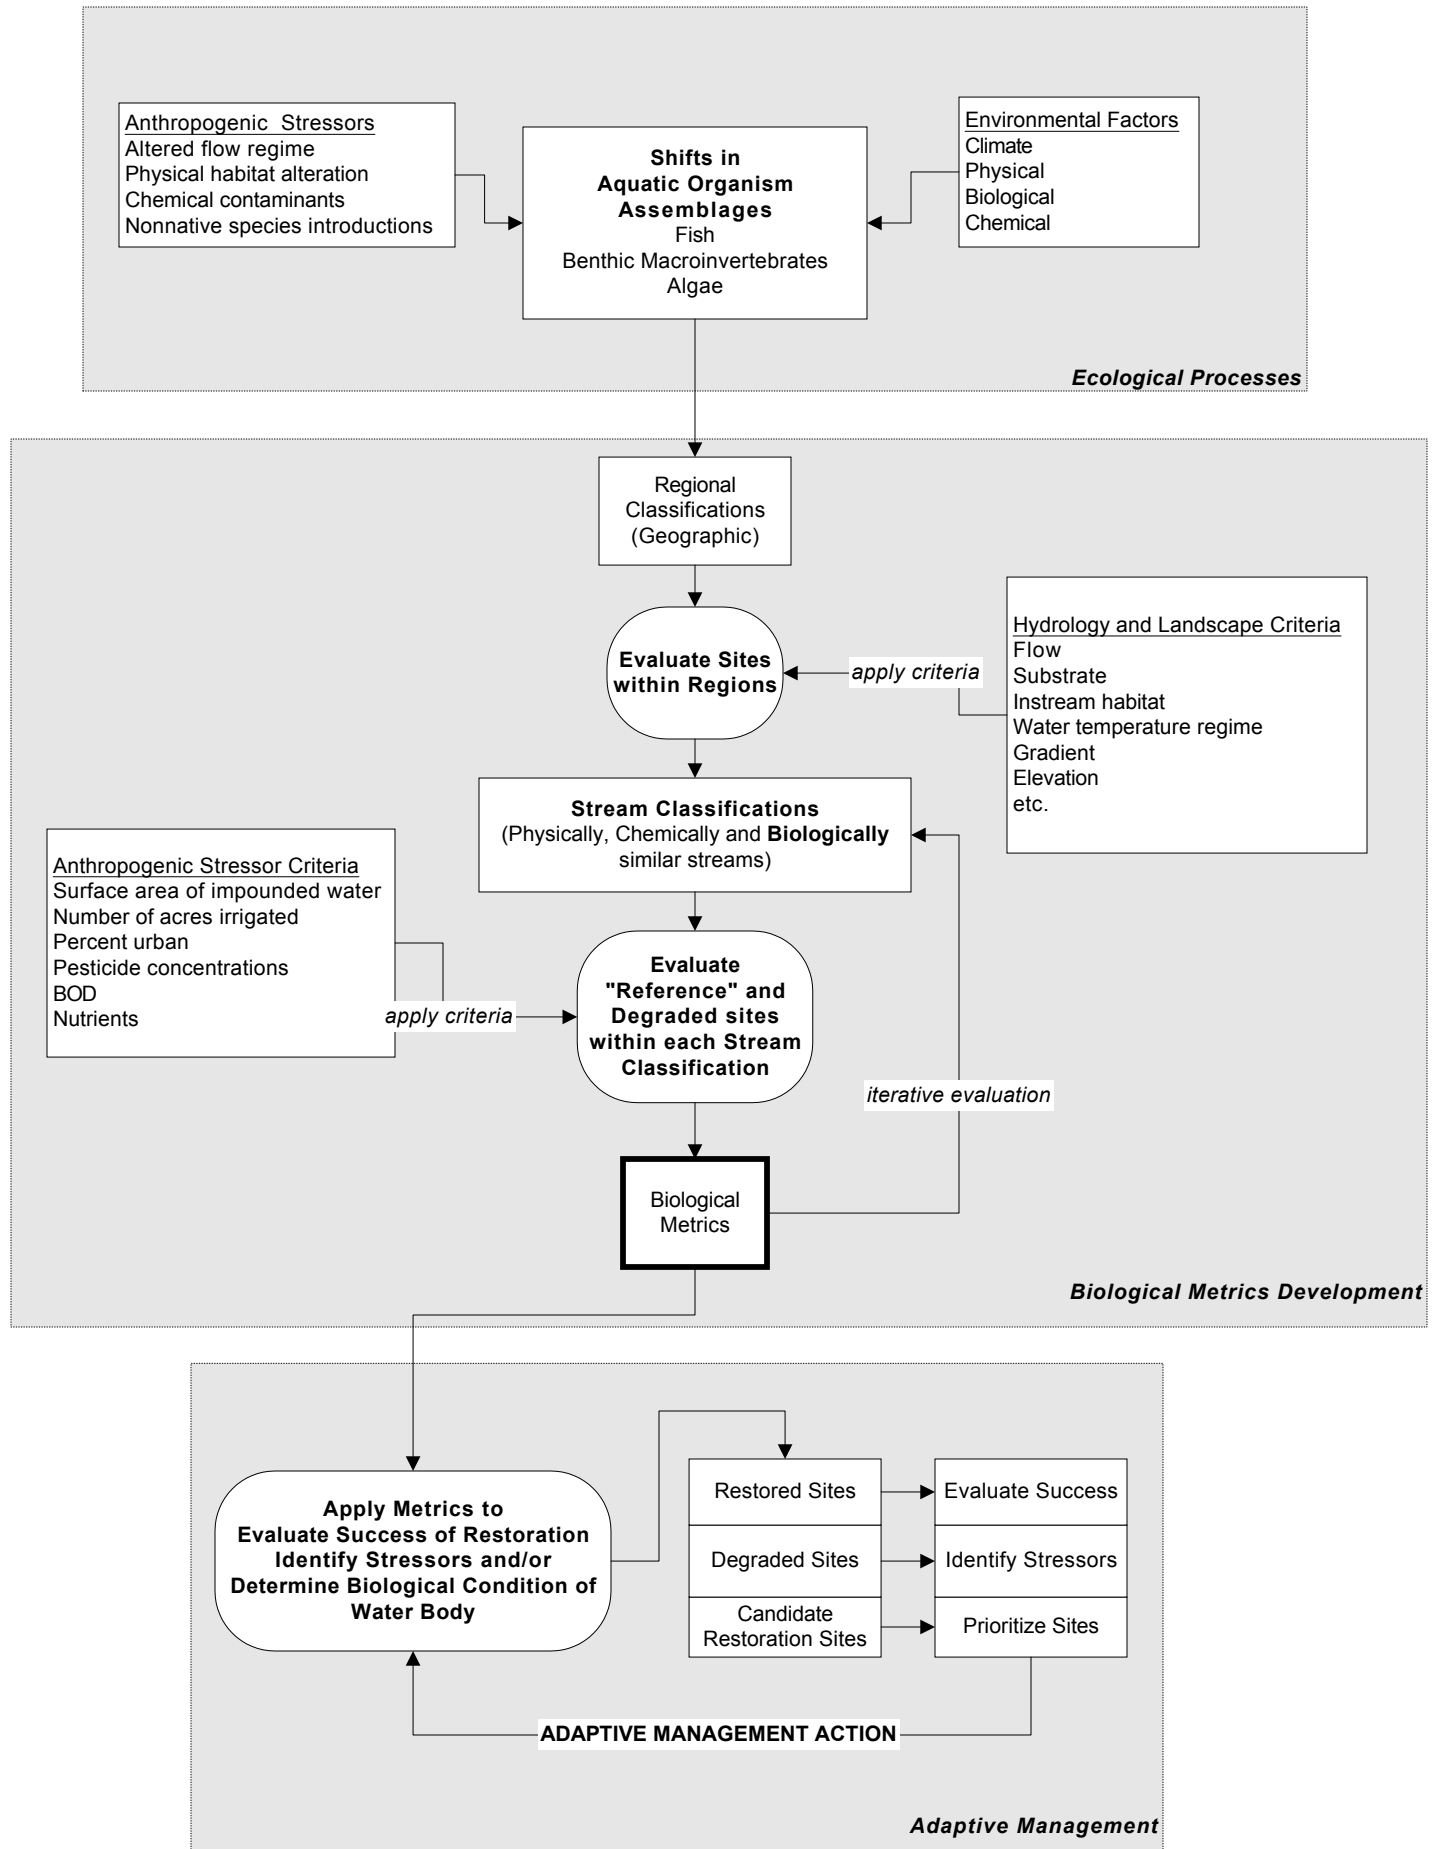 Anthropogenic Stressors
Altered flow regime
Physical habitat alteration
Chemical contaminants
Nonnative species introductions
Shifts in
Aquatic Organism
Assemblages
Fish
Benthic Macroinvertebrates
Algae
Environmental Factors
Climate
Physical
Biological
Chemical
Ecological Processes
Regional
Classifications
(Geographic)
Evaluate Sites
within Regions
apply criteria
Hydrology and Landscape Criteria
Flow
Substrate
Instream habitat
Water temperature regime
Gradient
Elevation
etc.
Stream Classifications
(Physically, Chemically and Biologically
similar streams)
Anthropogenic Stressor Criteria
Surface area of impounded water
Number of acres irrigated
Percent urban
Pesticide concentrations
BOD
Nutrients
apply criteria
Evaluate
"Reference" and
Degraded sites
within each Stream
Classification
iterative evaluation
Biological
Metrics
Biological Metrics Development
Apply Metrics to
Evaluate Success of Restoration
Identify Stressors and/or
Determine Biological Condition of
Water Body
Restored Sites
Evaluate Success
Degraded Sites
Identify Stressors
Candidate
Restoration Sites
Prioritize Sites
ADAPTIVE MANAGEMENT ACTION
Adaptive Management